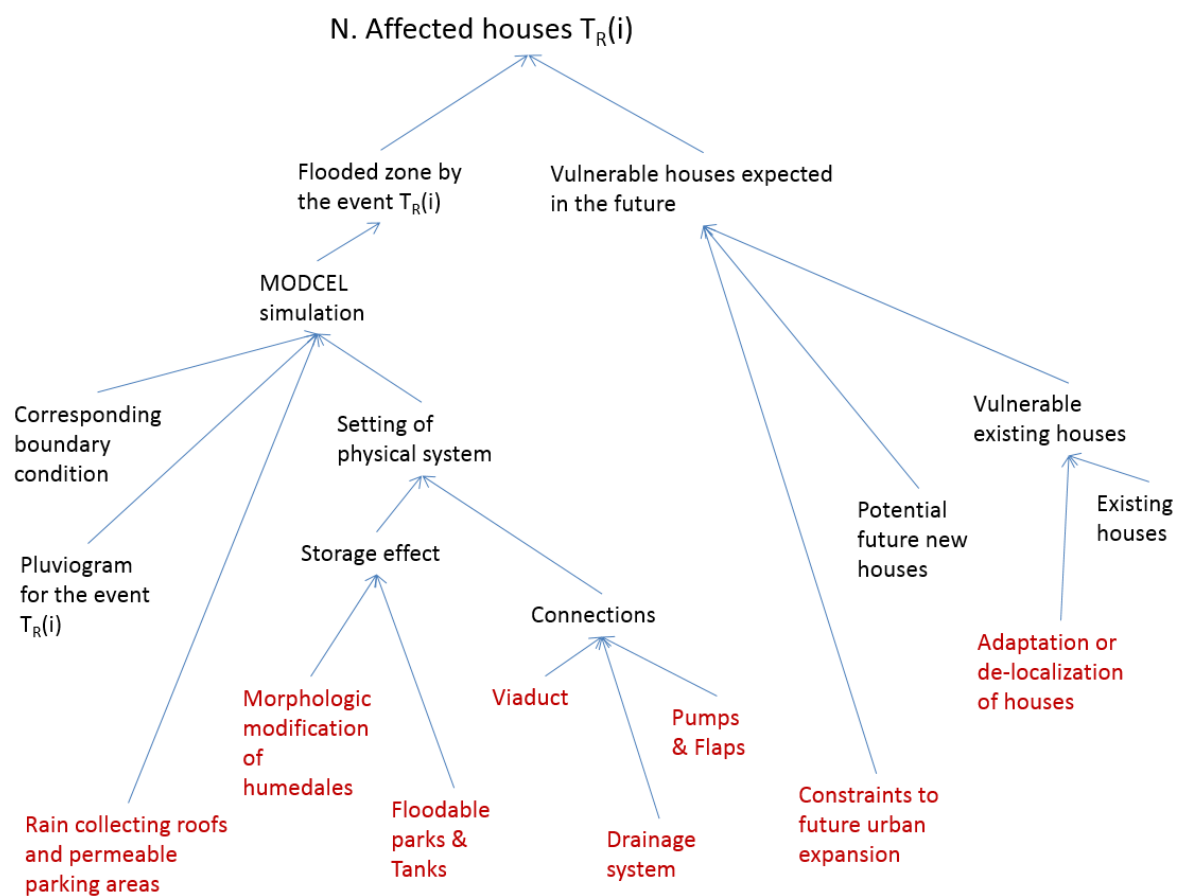 N. Affected houses T_R(i)
Flooded zone by
the event T_R(i)
Vulnerable houses expected
in the future
MODCEL
simulation
Corresponding
boundary
condition
Setting of
physical system
Vulnerable
existing houses
Pluviogram
for the event
T_R(i)
Storage effect
Potential
future new
houses
Existing
houses
Connections
Morphologic
modification
of
humedales
Viaduct
Pumps
& Flaps
Adaptation or
de-localization
of houses
Rain collecting roofs
and permeable
parking areas
Floodable
parks &
Tanks
Drainage
system
Constraints to
future urban
expansion